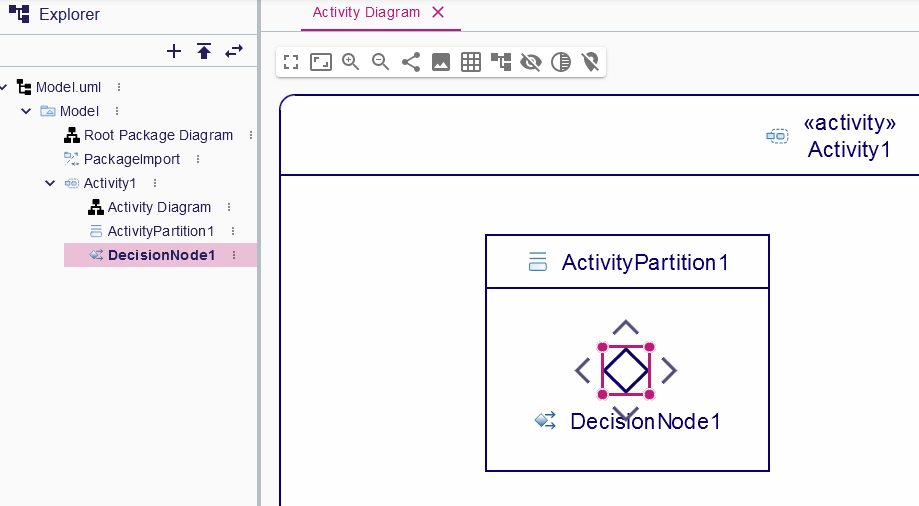 Explorer
Activity Diagram
Model.uml
Model
Root Package Diagram
PackageImport
Activity1
Activity Diagram
ActivityPartition1
DecisionNode1
«activity»
Activity1
ActivityPartition1
DecisionNode1